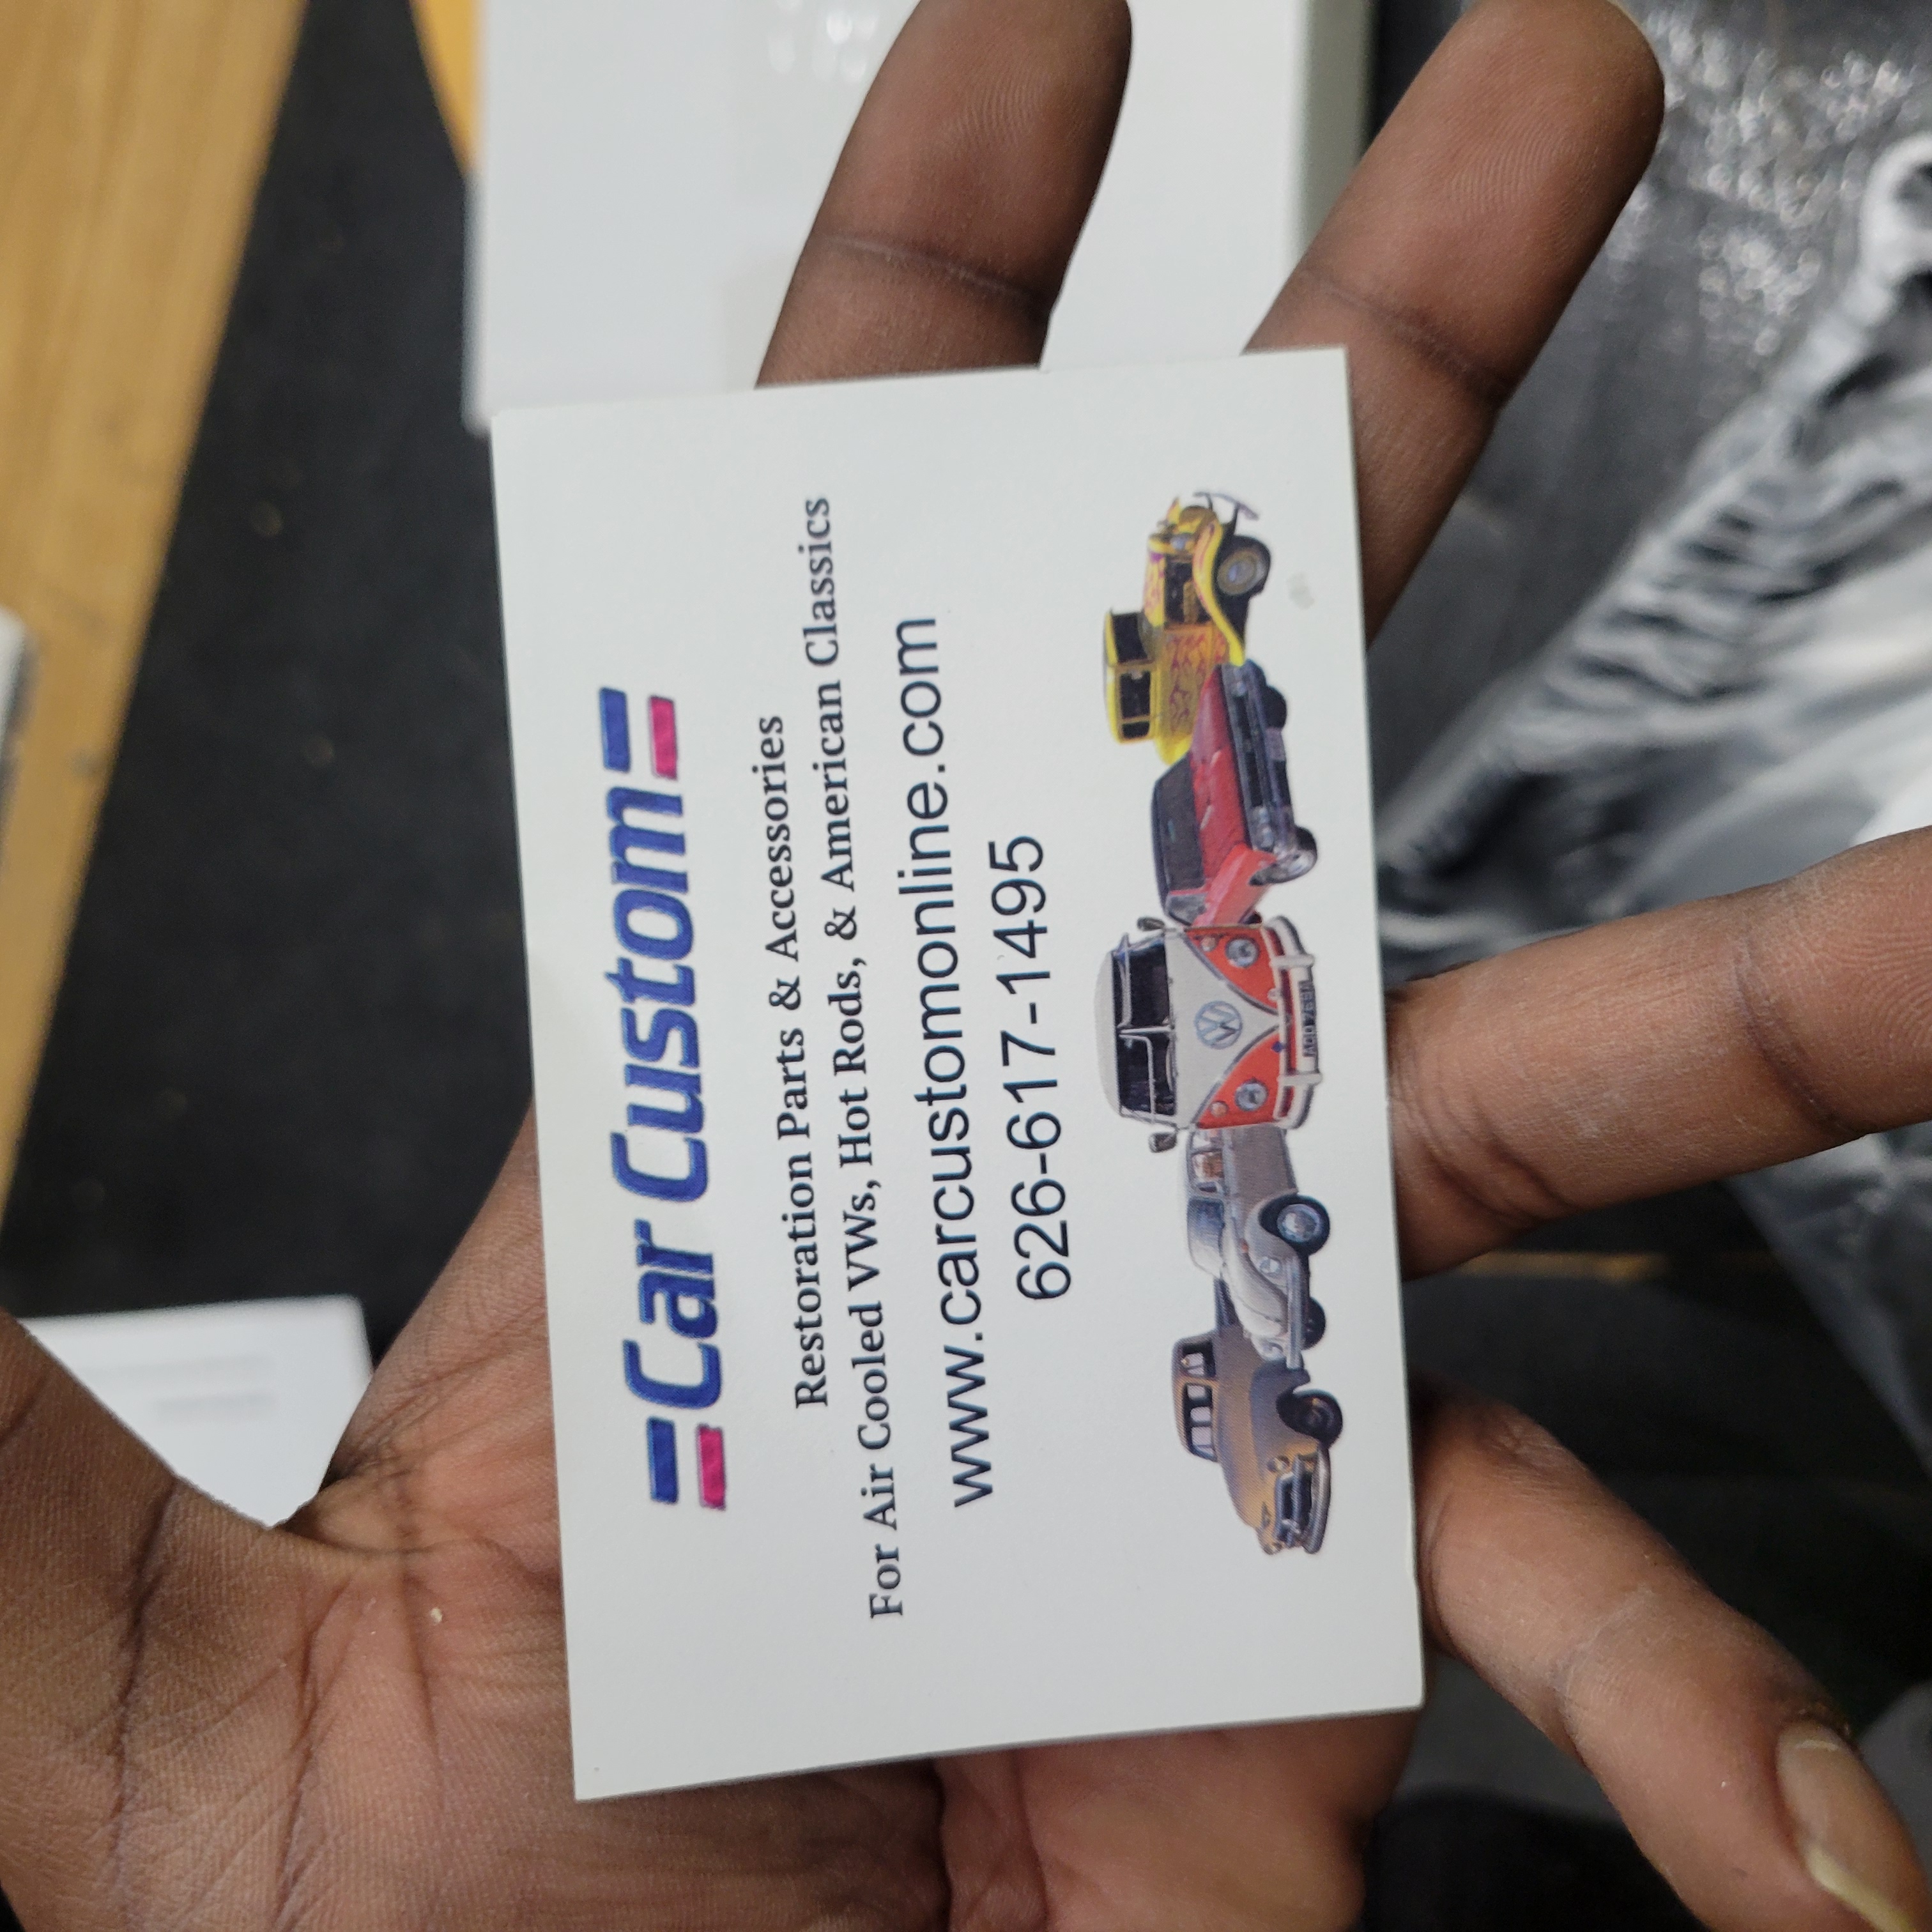 Car Custom
Restoration Parts & Accessories
For Air Cooled VWs, Hot Rods, & American Classics
www.carcustomonline.com
626-617-1495